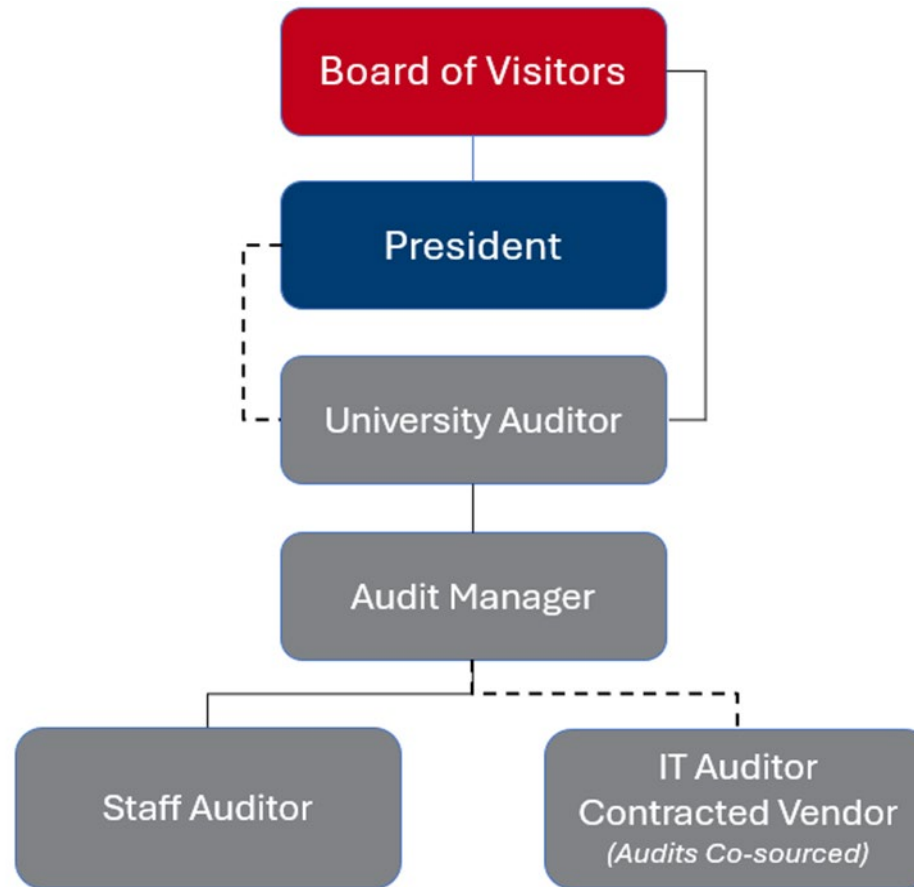 Board of Visitors
President
University Auditor
Audit Manager
Staff Auditor
IT Auditor
Contracted Vendor
(Audits Co-sourced)